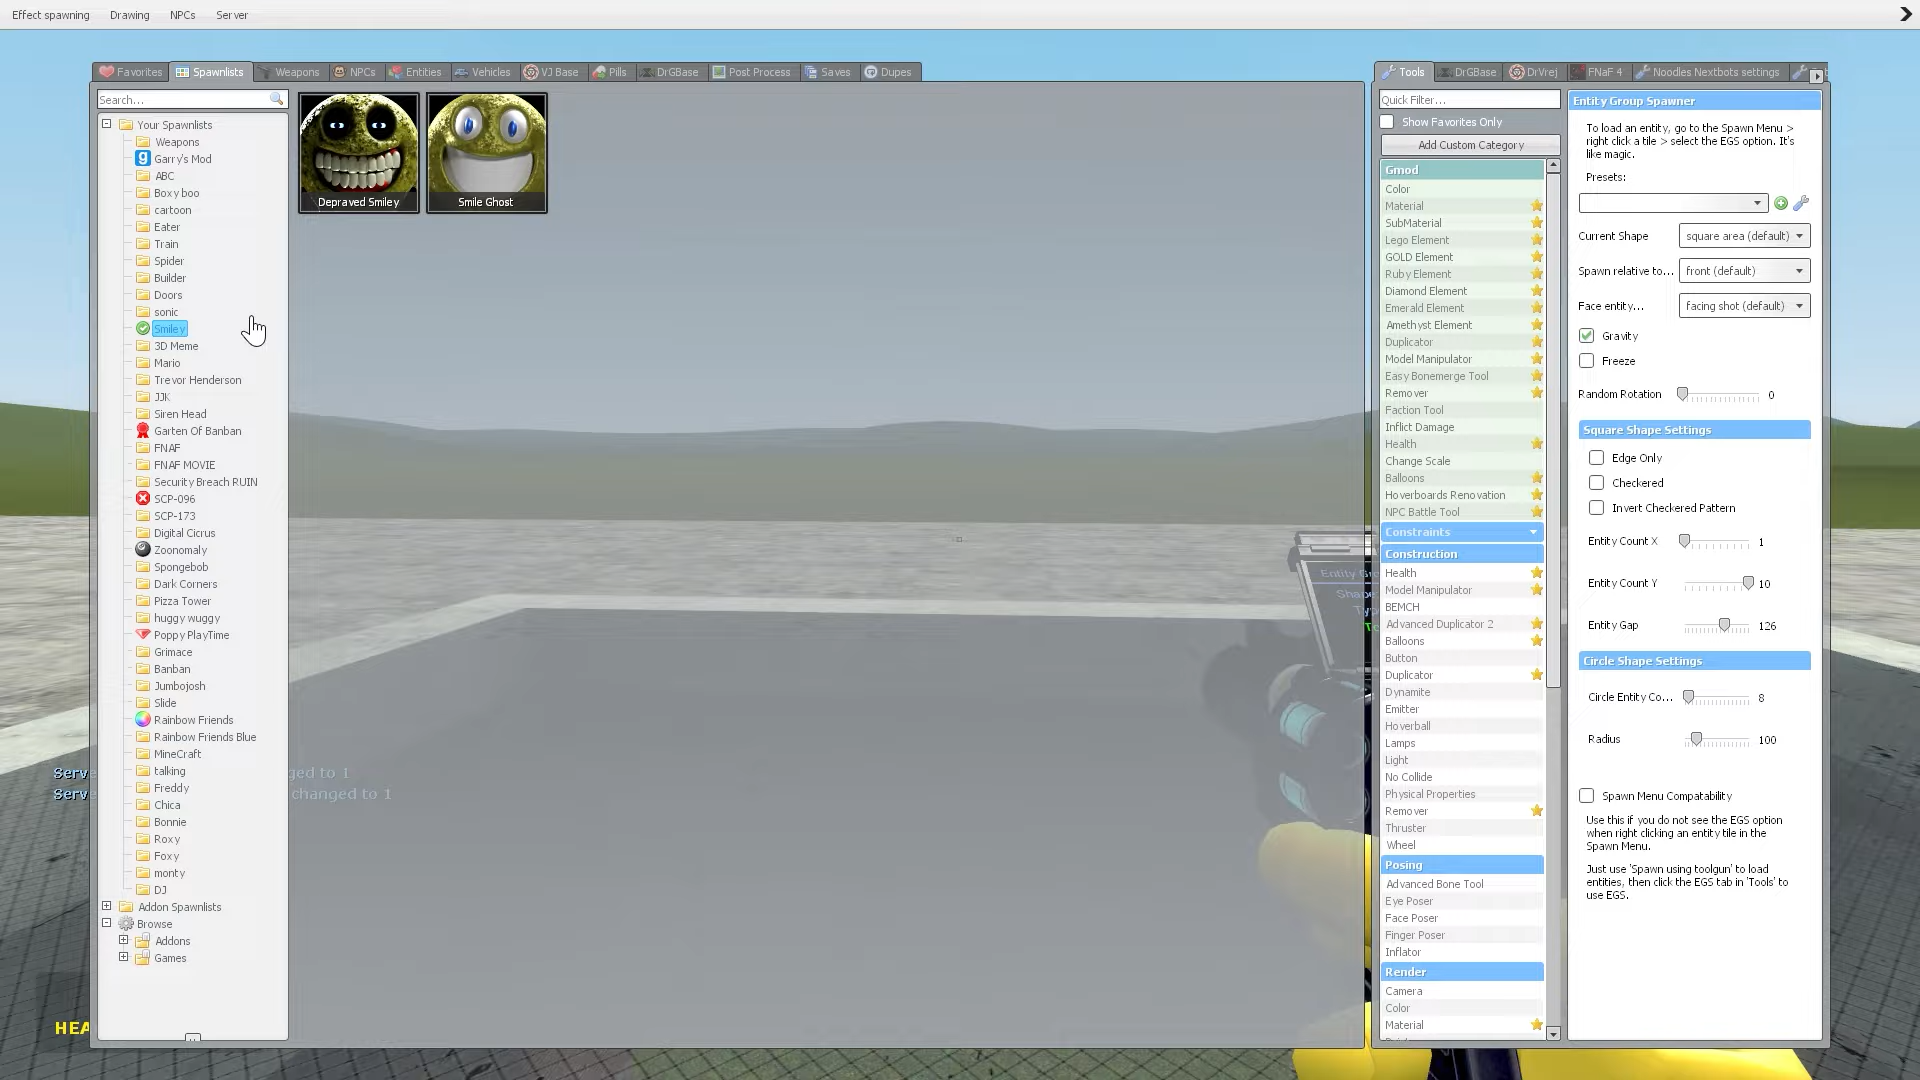 Effect spawning Drawing NPCs Server
Favorites Spawnlists Weapons NPCs Entities Vehicles VJ Base Pills DrGBase Post Process Saves Dupes
Search...
Your Spawnlists
Weapons
Garry's Mod
ABC
Boxy boo
cartoon
Eater
Train
Spider
Builder
Doors
sonic
Smiley
3D Meme
Mario
Trevor Henderson
JJK
Siren Head
Garten Of Banban
FNAF
FNAF MOVIE
Security Breach RUIN
SCP-096
SCP-173
Digital Cicrus
Zoonomaly
Spongebob
Dark Corners
Pizza Tower
huggy wuggy
Poppy PlayTime
Grimace
Banban
Jumbojosh
Slide
Rainbow Friends
Rainbow Friends Blue
MineCraft
talking
Freddy
Chica
Bonnie
Roxy
Foxy
monty
DJ
Addon Spawnlists
Browse
Addons
Games
Depraved Smiley
Smile Ghost
Serve
ged to 1
Serve
changed to 1
HEA
Tools DrGBase DrVrej FNaF 4 Noodles Nextbots settings
Quick Filter...
Show Favorites Only
Add Custom Category
Gmod
Color
Material
SubMaterial
Lego Element
GOLD Element
Ruby Element
Diamond Element
Emerald Element
Amethyst Element
Duplicator
Model Manipulator
Easy Bonemerge Tool
Remover
Faction Tool
Inflict Damage
Health
Change Scale
Balloons
Hoverboards Renovation
NPC Battle Tool
Constraints
Construction
Health
Model Manipulator
BEMCH
Advanced Duplicator 2
Balloons
Button
Duplicator
Dynamite
Emitter
Hoverball
Lamps
Light
No Collide
Physical Properties
Remover
Thruster
Wheel
Posing
Advanced Bone Tool
Eye Poser
Face Poser
Finger Poser
Inflator
Render
Camera
Color
Material
Entity Gr
Shape
Typ
Entity Group Spawner
To load an entity, go to the Spawn Menu >
right click a tile > select the EGS option. It's
like magic.
Presets:
Current Shape square area (default)
Spawn relative to... front (default)
Face entity... facing shot (default)
Gravity
Freeze
Random Rotation 0
Square Shape Settings
Edge Only
Checkered
Invert Checkered Pattern
Entity Count X 1
Entity Count Y 10
Entity Gap 126
Circle Shape Settings
Circle Entity Co... 8
Radius 100
Spawn Menu Compatability
Use this if you do not see the EGS option
when right clicking an entity tile in the
Spawn Menu.
Just use 'Spawn using toolgun' to load
entities, then click the EGS tab in 'Tools' to
use EGS.